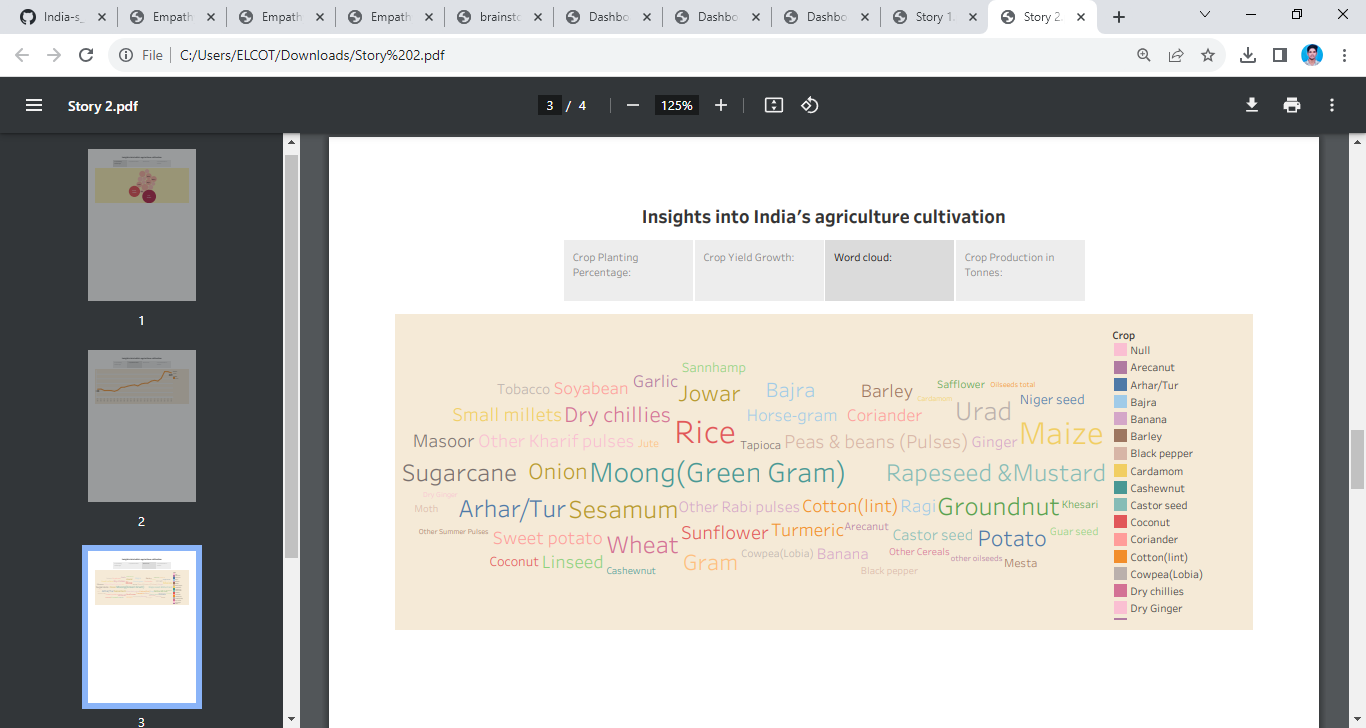 India-s_
Empath
Empath
Empath
brainsto
Dashbo
Dashbo
Dashbo
Story 1.
Story 2.
File
C:/Users/ELCOT/Downloads/Story%202.pdf
Story 2.pdf
3 / 4
125%
1
2
3
Insights into India's agriculture cultivation
Crop Planting
Percentage:
Crop Yield Growth:
Word cloud:
Crop Production in
Tonnes:
Sannhamp
Tobacco Soyabean Garlic Jowar Bajra Barley Safflower Oilseeds total
Cardamom Niger seed
Small millets Dry chillies Horse-gram Coriander Urad
Masoor Other Kharif pulses Jute Rice Tapioca Peas & beans (Pulses) Ginger Maize
Sugarcane Onion Moong(Green Gram) Rapeseed &Mustard
Dry Ginger
Moth Arhar/Tur Sesamum Other Rabi pulses Cotton(lint) Ragi Groundnut Khesari
Other Summer Pulses Sweet potato Wheat Sunflower Turmeric Arecanut Castor seed Potato Guar seed
Coconut Linseed Cashewnut Gram Cowpea(Lobia) Banana Other Cereals other oilseeds Mesta
Black pepper
Crop
Null
Arecanut
Arhar/Tur
Bajra
Banana
Barley
Black pepper
Cardamom
Cashewnut
Castor seed
Coconut
Coriander
Cotton(lint)
Cowpea(Lobia)
Dry chillies
Dry Ginger